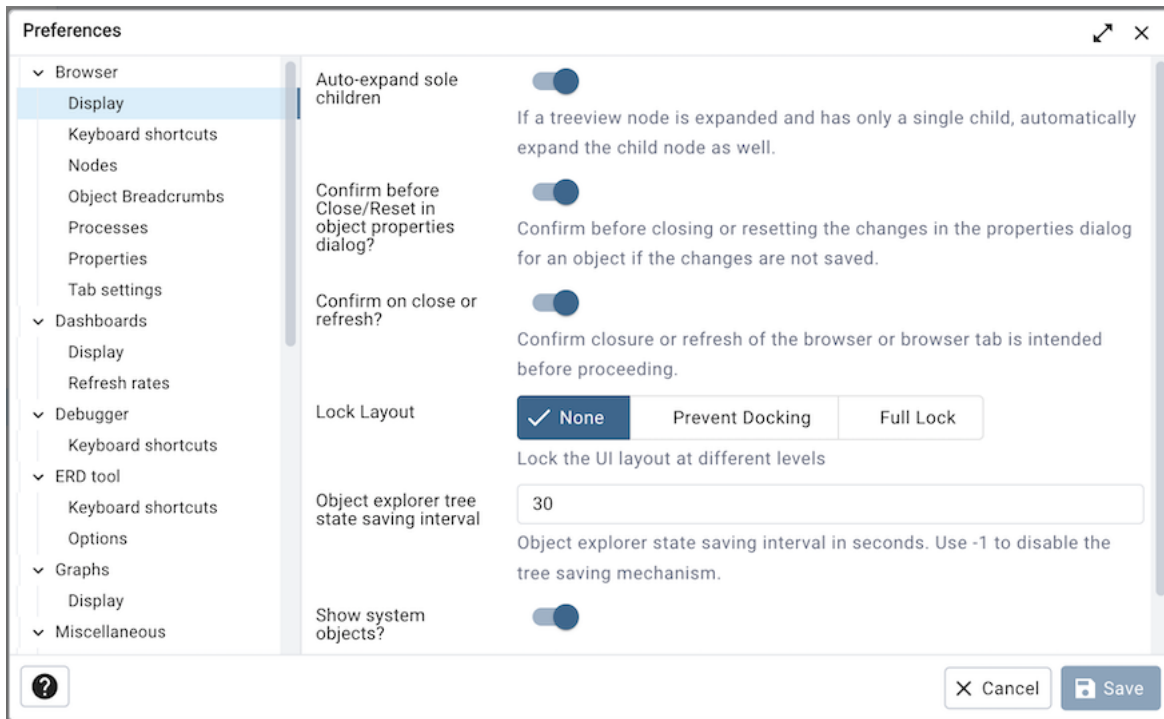 Preferences
Browser
Display
Keyboard shortcuts
Nodes
Object Breadcrumbs
Processes
Properties
Tab settings
Dashboards
Display
Refresh rates
Debugger
Keyboard shortcuts
ERD tool
Keyboard shortcuts
Options
Graphs
Display
Miscellaneous
Auto-expand sole
children
If a treeview node is expanded and has only a single child, automatically
expand the child node as well.
Confirm before
Close/Reset in
object properties
dialog?
Confirm before closing or resetting the changes in the properties dialog
for an object if the changes are not saved.
Confirm on close or
refresh?
Confirm closure or refresh of the browser or browser tab is intended
before proceeding.
Lock Layout
None Prevent Docking Full Lock
Lock the UI layout at different levels
Object explorer tree
state saving interval
30
Object explorer state saving interval in seconds. Use -1 to disable the
tree saving mechanism.
Show system
objects?
Cancel Save